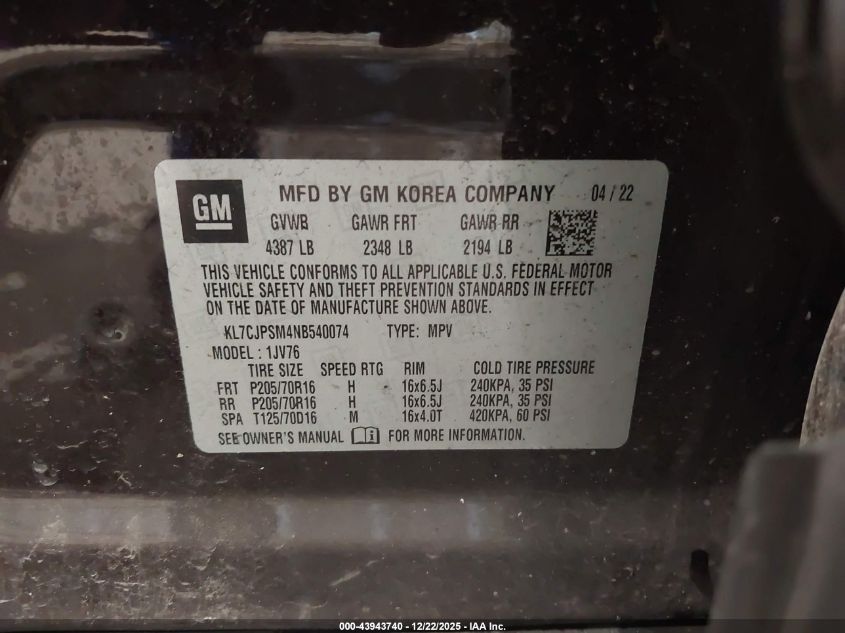 GM
MFD BY GM KOREA COMPANY 04 / 22
GVWR GAWR FRT GAWR RR
4387 LB 2348 LB 2194 LB
THIS VEHICLE CONFORMS TO ALL APPLICABLE U.S. FEDERAL MOTOR
VEHICLE SAFETY AND THEFT PREVENTION STANDARDS IN EFFECT
ON THE DATE OF MANUFACTURE SHOWN ABOVE.
KL7CJPSM4NB540074 TYPE: MPV
MODEL : 1JV76
TIRE SIZE SPEED RTG RIM COLD TIRE PRESSURE
FRT P205/70R16 H 16x6.5J 240KPA, 35 PSI
RR P205/70R16 H 16x6.5J 240KPA, 35 PSI
SPA T125/70D16 M 16x4.0T 420KPA, 60 PSI
SEE OWNER'S MANUAL FOR MORE INFORMATION.
000-43943740 - 12/22/2025 - IAA Inc.